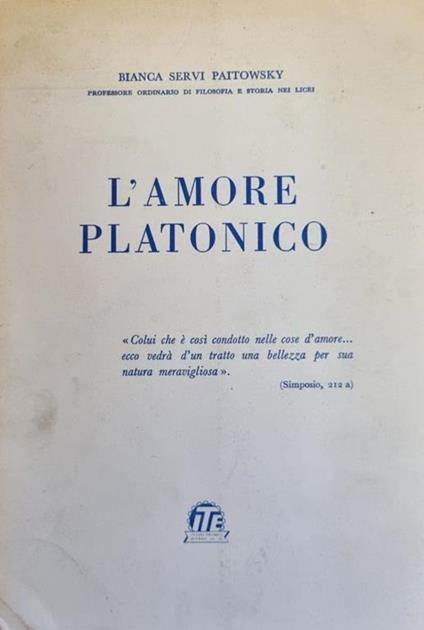 BIANCA SERVI PAITOWSKY
PROFESSORE ORDINARIO DI FILOSOFIA E STORIA NEI LICEI
L'AMORE
PLATONICO
« Colui che è così condotto nelle cose d'amore...
ecco vedrà d'un tratto una bellezza per sua
natura meravigliosa ».
(Simposio, 212 a)
ITE